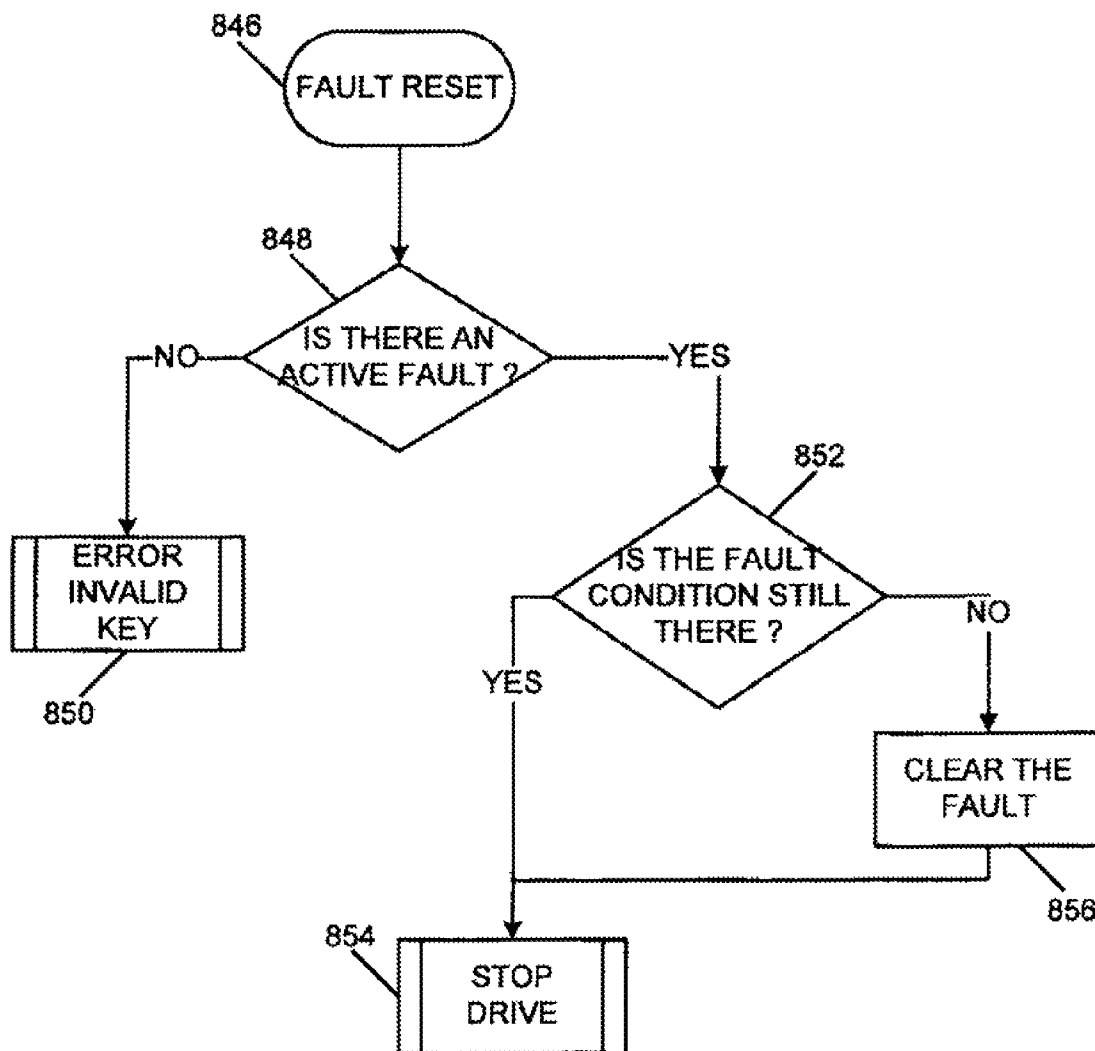 846
FAULT RESET
848
IS THERE AN
ACTIVE FAULT ?
NO
YES
852
ERROR
INVALID
KEY
850
IS THE FAULT
CONDITION STILL
THERE ?
YES
NO
CLEAR THE
FAULT
856
854
STOP
DRIVE